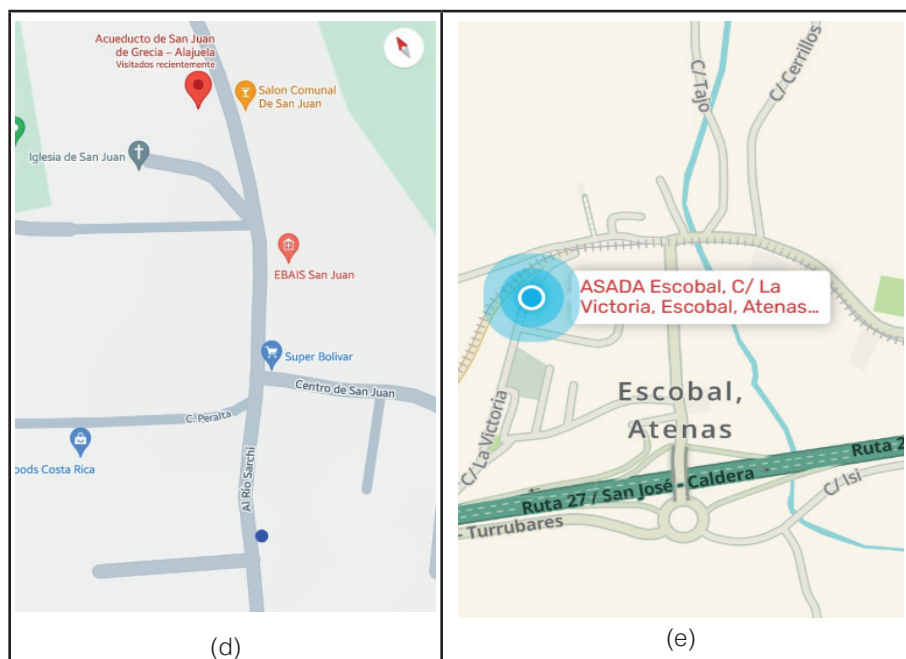 Acueducto de San Juan
de Grecia – Alajuela
Visitados recientemente
Salon Comunal
De San Juan
Iglesia de San Juan
EBAIS San Juan
Super Bolivar
Centro de San Juan
C. Peralta
oods Costa Rica
Al Río Sarchí
(d)
C/ Tajo
C/ Cerrillos
ASADA Escobal, C/ La
Victoria, Escobal, Atenas...
Escobal,
Atenas
C/ La Victoria
Ruta 2
Ruta 27 / San José - Caldera
C/ Isi
- Turrubares
(e)